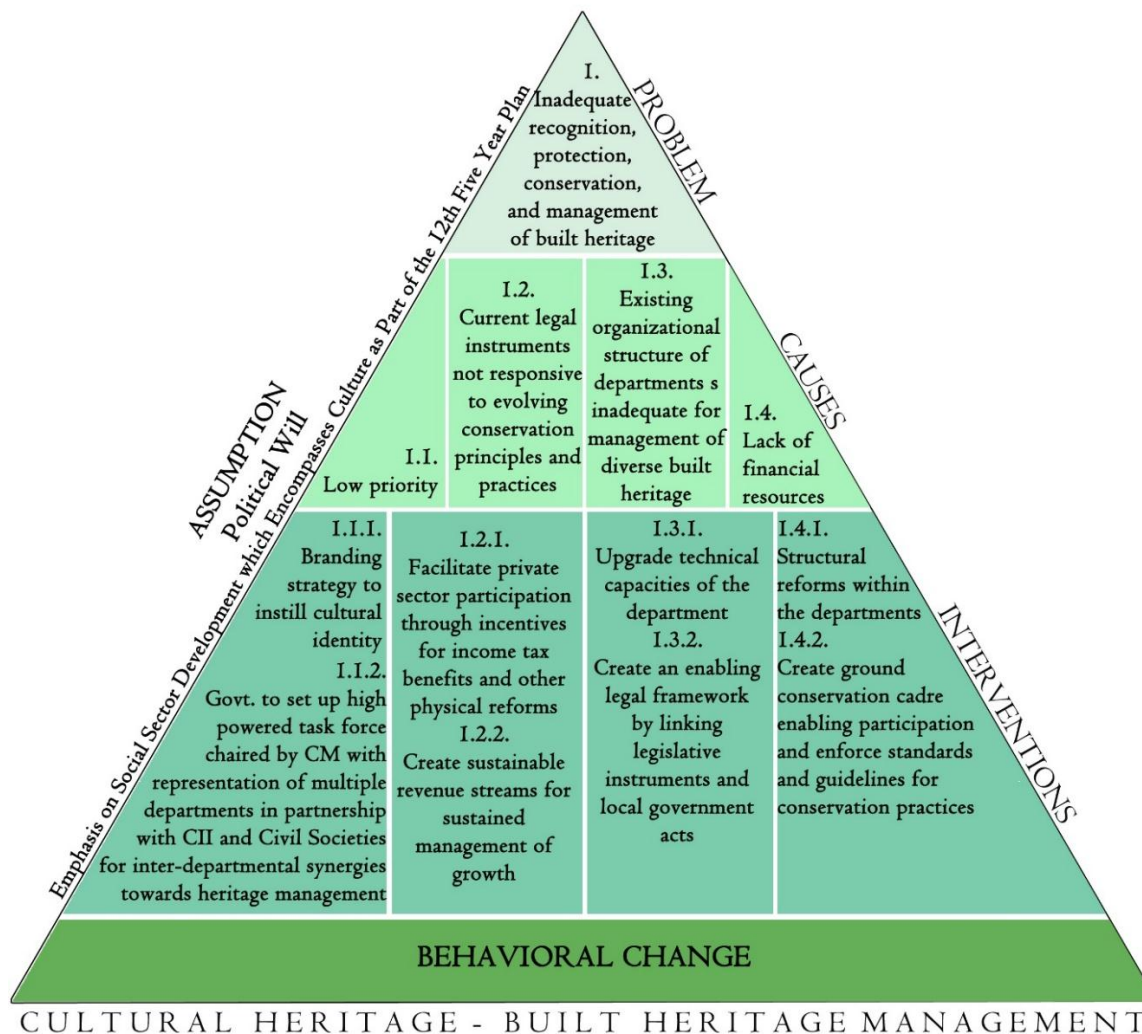 I.
Inadequate
recognition,
protection,
conservation,
and management
of built heritage
PROBLEM
Emphasis on Social Sector Development which Encompasses Culture as Part of the 12th Five Year Plan
ASSUMPTION
Political Will
I.1.
Low priority
I.2.
Current legal
instruments
not responsive
to evolving
conservation
principles and
practices
I.3.
Existing
organizational
structure of
departments s
inadequate for
management of
diverse built
heritage
I.4.
Lack of
financial
resources
CAUSES
I.1.1.
Branding
strategy to
instill cultural
identity
I.1.2.
Govt. to set up high
powered task force
chaired by CM with
representation of multiple
departments in partnership
with CII and Civil Societies
for inter-departmental synergies
towards heritage management
I.2.1.
Facilitate private
sector participation
through incentives
for income tax
benefits and other
physical reforms
I.2.2.
Create sustainable
revenue streams for
sustained
management of
growth
I.3.1.
Upgrade technical
capacities of the
department
I.3.2.
Create an enabling
legal framework
by linking
legislative
instruments and
local government
acts
I.4.1.
Structural
reforms within
the departments
I.4.2.
Create ground
conservation cadre
enabling participation
and enforce standards
and guidelines for
conservation practices
INTERVENTIONS
BEHAVIORAL CHANGE
CULTURAL HERITAGE - BUILT HERITAGE MANAGEMENT